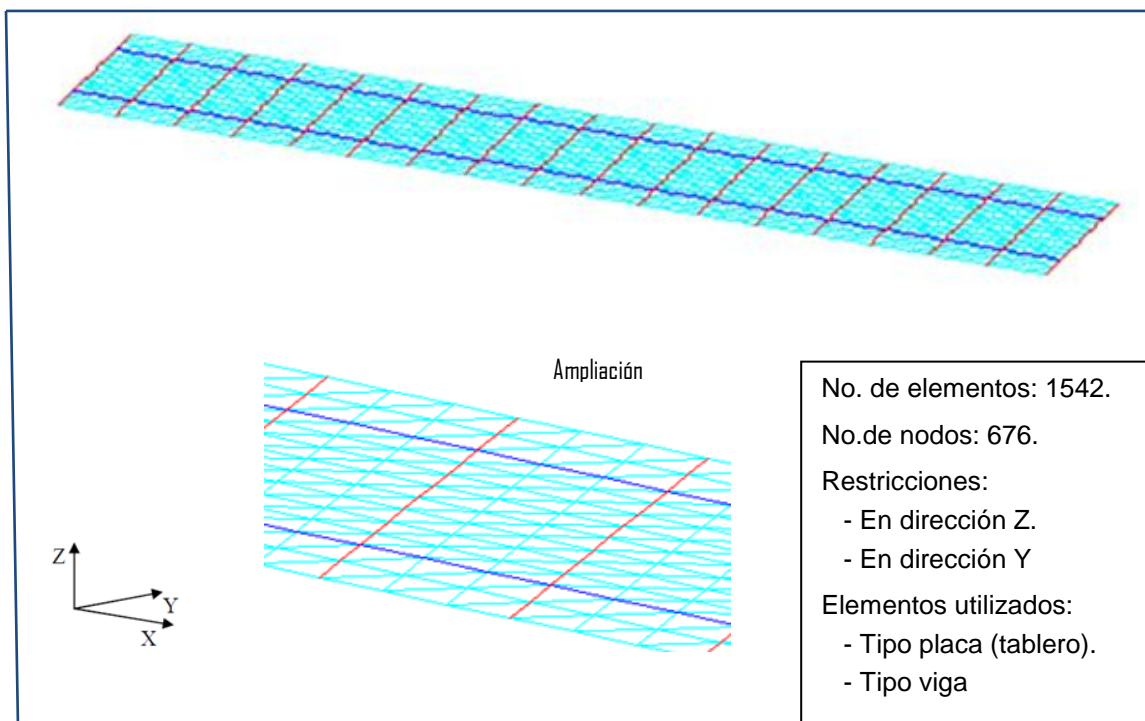 Ampliación
No. de elementos: 1542.
No.de nodos: 676.
Restricciones:
- En dirección Z.
- En dirección Y
Elementos utilizados:
- Tipo placa (tablero).
- Tipo viga
Z
Y
X